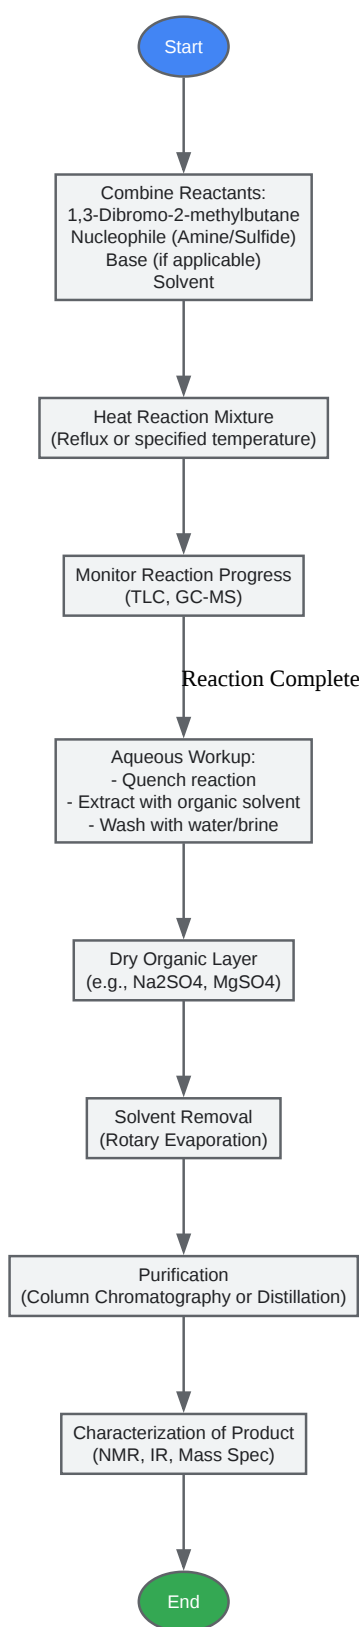 Start
Combine Reactants:
1,3-Dibromo-2-methylbutane
Nucleophile (Amine/Sulfide)
Base (if applicable)
Solvent
Heat Reaction Mixture
(Reflux or specified temperature)
Monitor Reaction Progress
(TLC, GC-MS)
Reaction Complete
Aqueous Workup:
- Quench reaction
- Extract with organic solvent
- Wash with water/brine
Dry Organic Layer
(e.g., Na2SO4, MgSO4)
Solvent Removal
(Rotary Evaporation)
Purification
(Column Chromatography or Distillation)
Characterization of Product
(NMR, IR, Mass Spec)
End